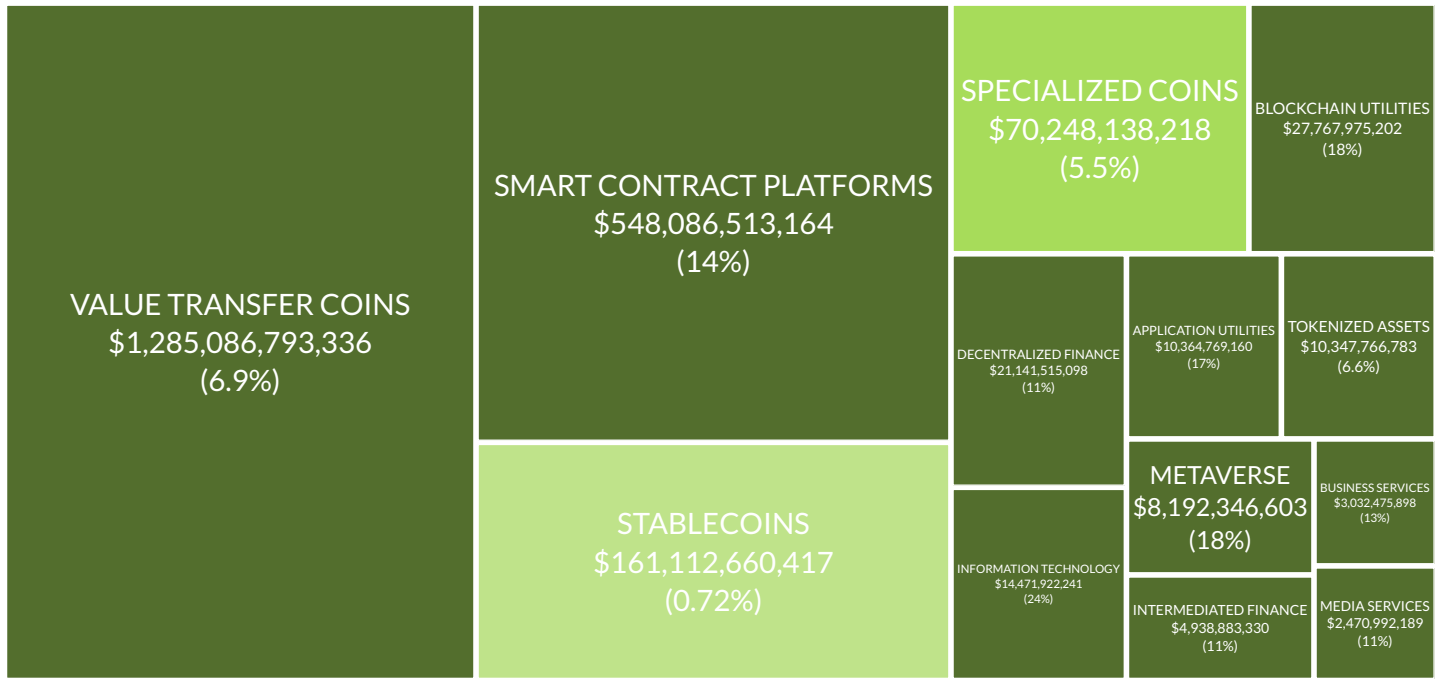 VALUE TRANSFER COINS
$1,285,086,793,336
(6.9%)
SMART CONTRACT PLATFORMS
$548,086,513,164
(14%)
STABLECOINS
$161,112,660,417
(0.72%)
SPECIALIZED COINS
$70,248,138,218
(5.5%)
BLOCKCHAIN UTILITIES
$27,767,975,202
(18%)
DECENTRALIZED FINANCE
$21,141,515,098
(11%)
INFORMATION TECHNOLOGY
$14,471,922,241
(24%)
APPLICATION UTILITIES
$10,364,769,160
(17%)
TOKENIZED ASSETS
$10,347,766,783
(6.6%)
METAVERSE
$8,192,346,603
(18%)
INTERMEDIATED FINANCE
$4,938,883,330
(11%)
BUSINESS SERVICES
$3,032,475,898
(13%)
MEDIA SERVICES
$2,470,992,189
(11%)